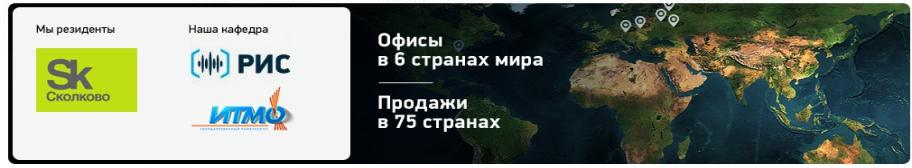 Мы резиденты
Sk
Сколково
Наша кафедра
РИС
ИТМО
Офисы
в 6 странах мира
Продажи
в 75 странах